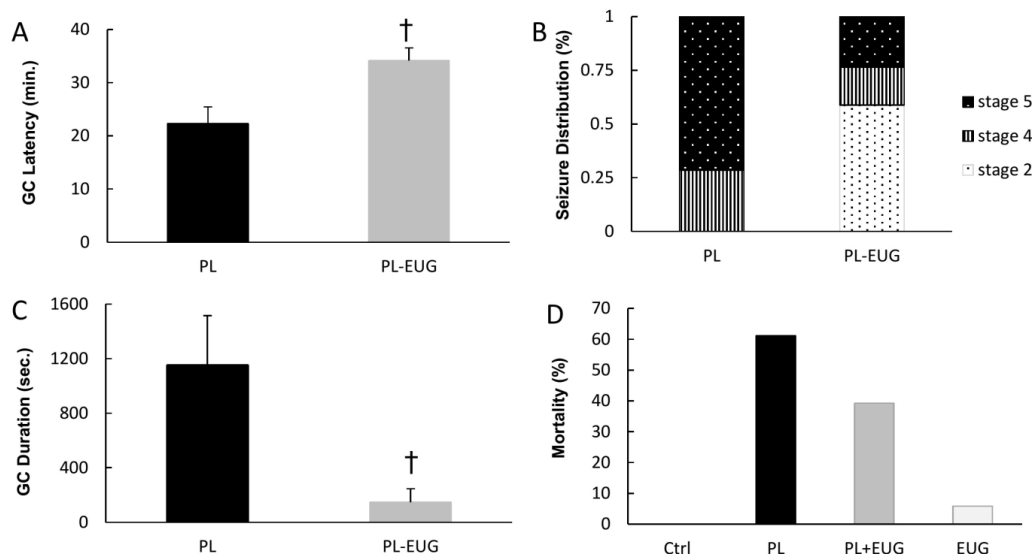 A
GC Latency (min.)
40
30
20
10
0
†
PL
PL-EUG
B
Seizure Distribution (%)
1
0.75
0.5
0.25
0
PL
PL-EUG
stage 5
stage 4
stage 2
C
GC Duration (sec.)
1600
1200
800
400
0
†
PL
PL-EUG
D
Mortality (%)
70
60
50
40
30
20
10
0
Ctrl
PL
PL+EUG
EUG